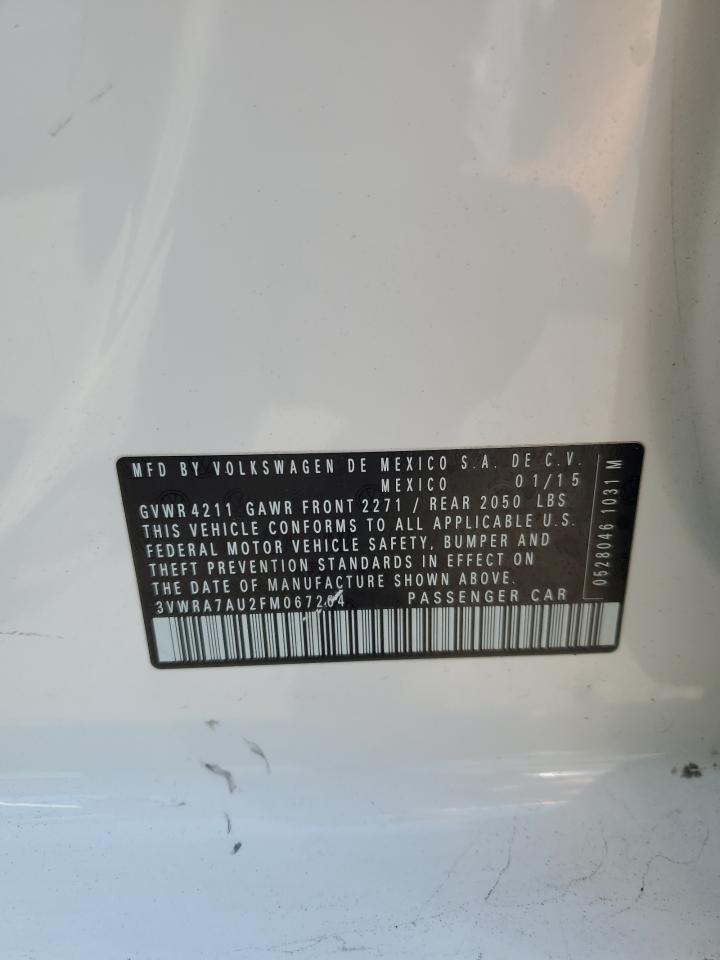 MFD BY VOLKSWAGEN DE MEXICO S.A. DE C.V.
MEXICO 01/15
GVWR 4211 GAWR FRONT 2271 / REAR 2050 LBS
THIS VEHICLE CONFORMS TO ALL APPLICABLE U.S.
FEDERAL MOTOR VEHICLE SAFETY, BUMPER AND
THEFT PREVENTION STANDARDS IN EFFECT ON
THE DATE OF MANUFACTURE SHOWN ABOVE.
3VWRA7AU2FM067264 PASSENGER CAR
0528046 1031 M